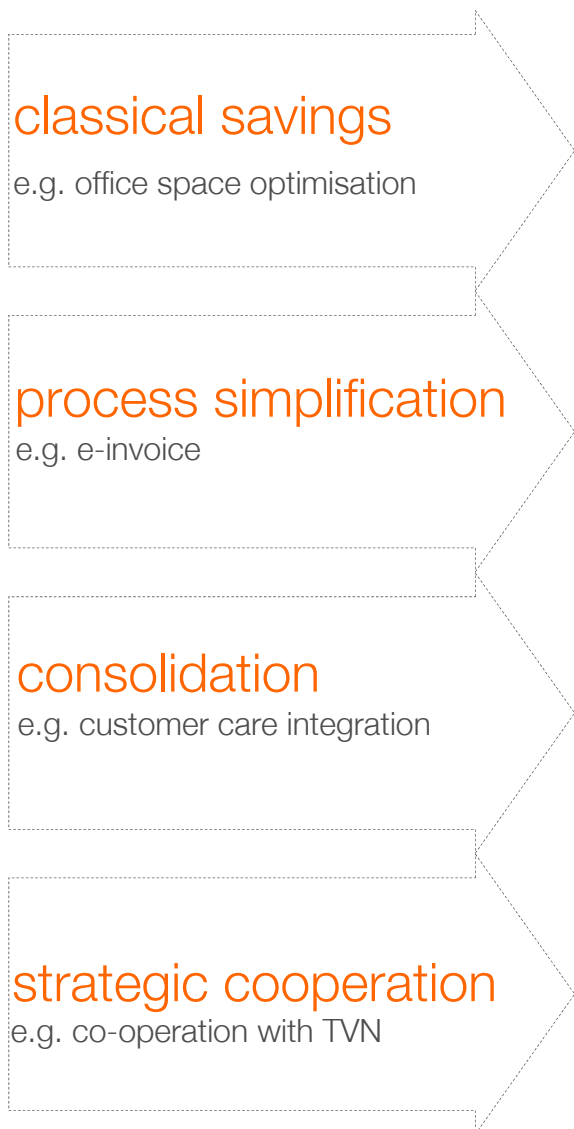 classical savings
e.g. office space optimisation
process simplification
e.g. e-invoice
consolidation
e.g. customer care integration
strategic cooperation
e.g. co-operation with TVN